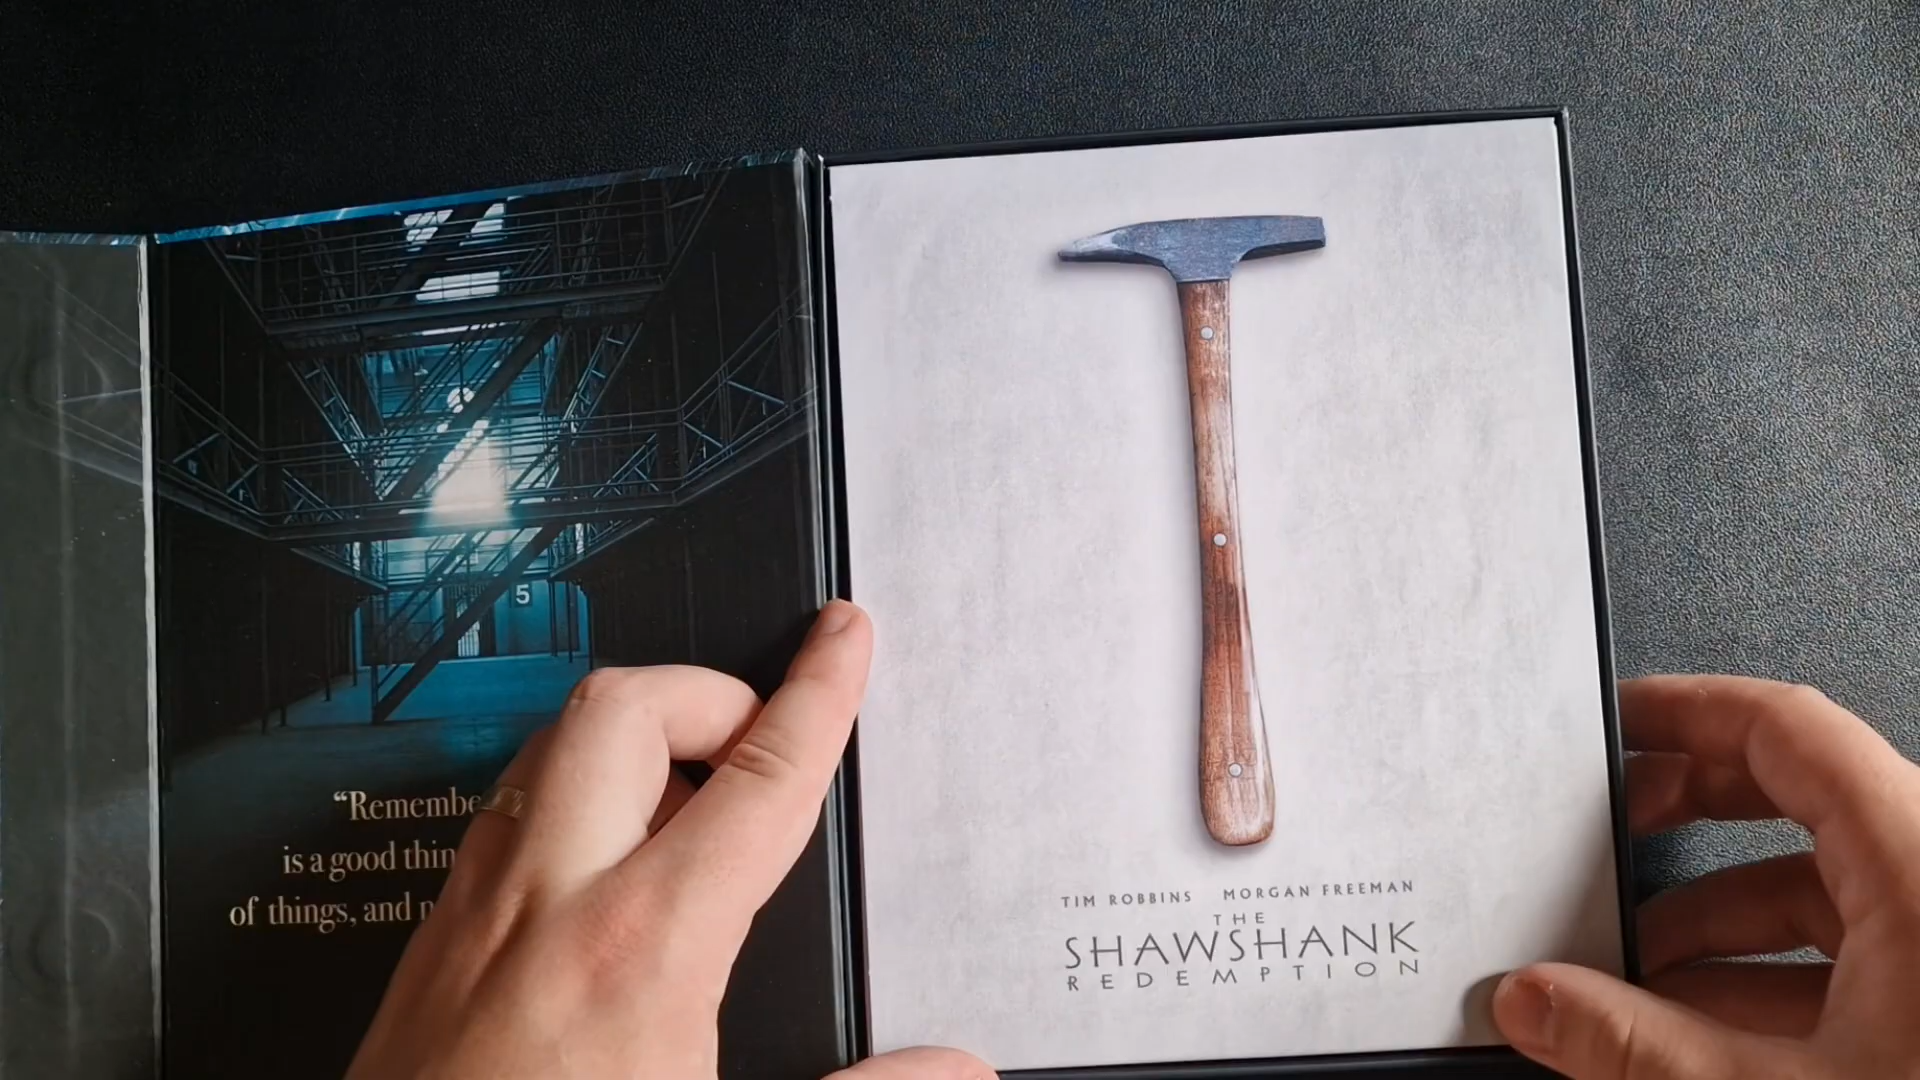 5
“Remembe
is a good thin
of things, and n
TIM ROBBINS MORGAN FREEMAN
THE
SHAWSHANK
REDEMPTION